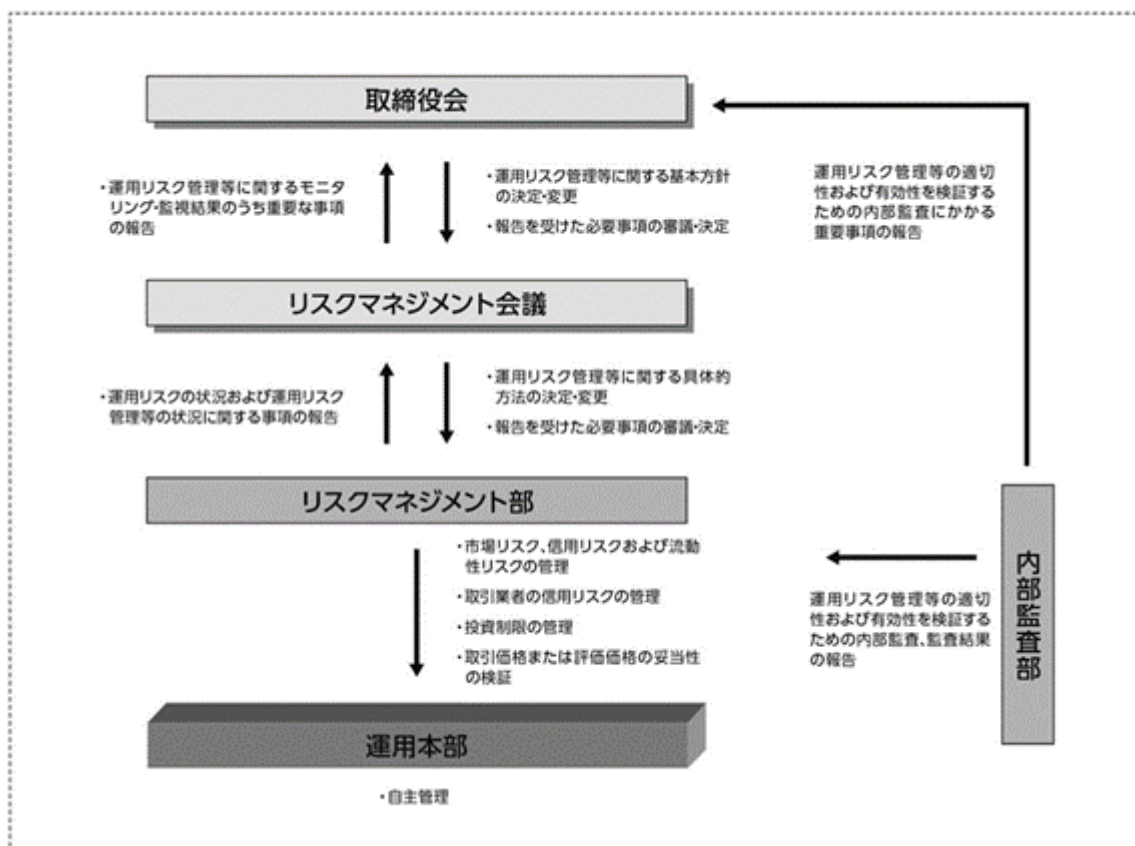 取締役会
・運用リスク管理等に関するモニタ
リング・監視結果のうち重要な事項
の報告
・運用リスク管理等に関する基本方針
の決定・変更
・報告を受けた必要事項の審議・決定
運用リスク管理等の適切
性および有効性を検証する
ための内部監査にかかる
重要事項の報告
リスクマネジメント会議
・運用リスクの状況および運用リスク
管理等の状況に関する事項の報告
・運用リスク管理等に関する具体的
方法の決定・変更
・報告を受けた必要事項の審議・決定
リスクマネジメント部
・市場リスク、信用リスクおよび流動
性リスクの管理
・取引業者の信用リスクの管理
・投資制限の管理
・取引価格または評価価格の妥当性
の検証
運用リスク管理等の適切
性および有効性を検証する
ための内部監査、監査結果
の報告
内部監査部
運用本部
・自主管理